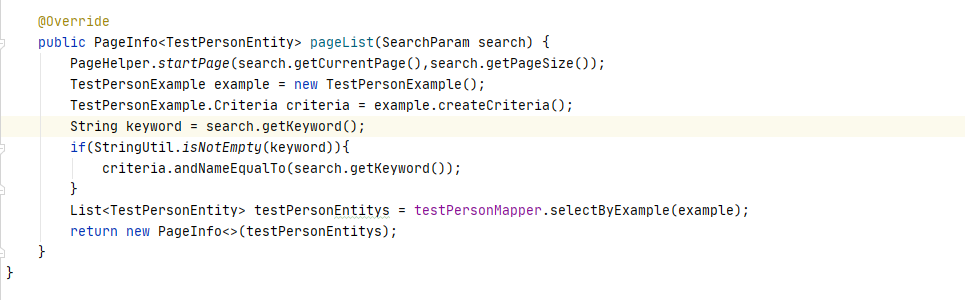 @Override
public PageInfo<TestPersonEntity> pageList(SearchParam search) {
PageHelper.startPage(search.getCurrentPage(),search.getPageSize());
TestPersonExample example = new TestPersonExample();
TestPersonExample.Criteria criteria = example.createCriteria();
String keyword = search.getKeyword();
if(StringUtil.isNotEmpty(keyword)){
criteria.andNameEqualTo(search.getKeyword());
}
List<TestPersonEntity> testPersonEntitys = testPersonMapper.selectByExample(example);
return new PageInfo<>(testPersonEntitys);
}
}